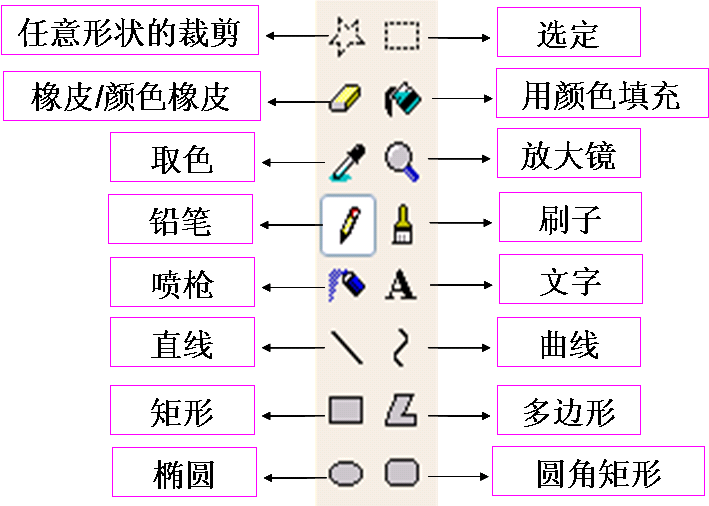 任意形状的裁剪
选定
橡皮/颜色橡皮
用颜色填充
取色
放大镜
铅笔
刷子
喷枪
A
文字
直线
曲线
矩形
多边形
椭圆
圆角矩形